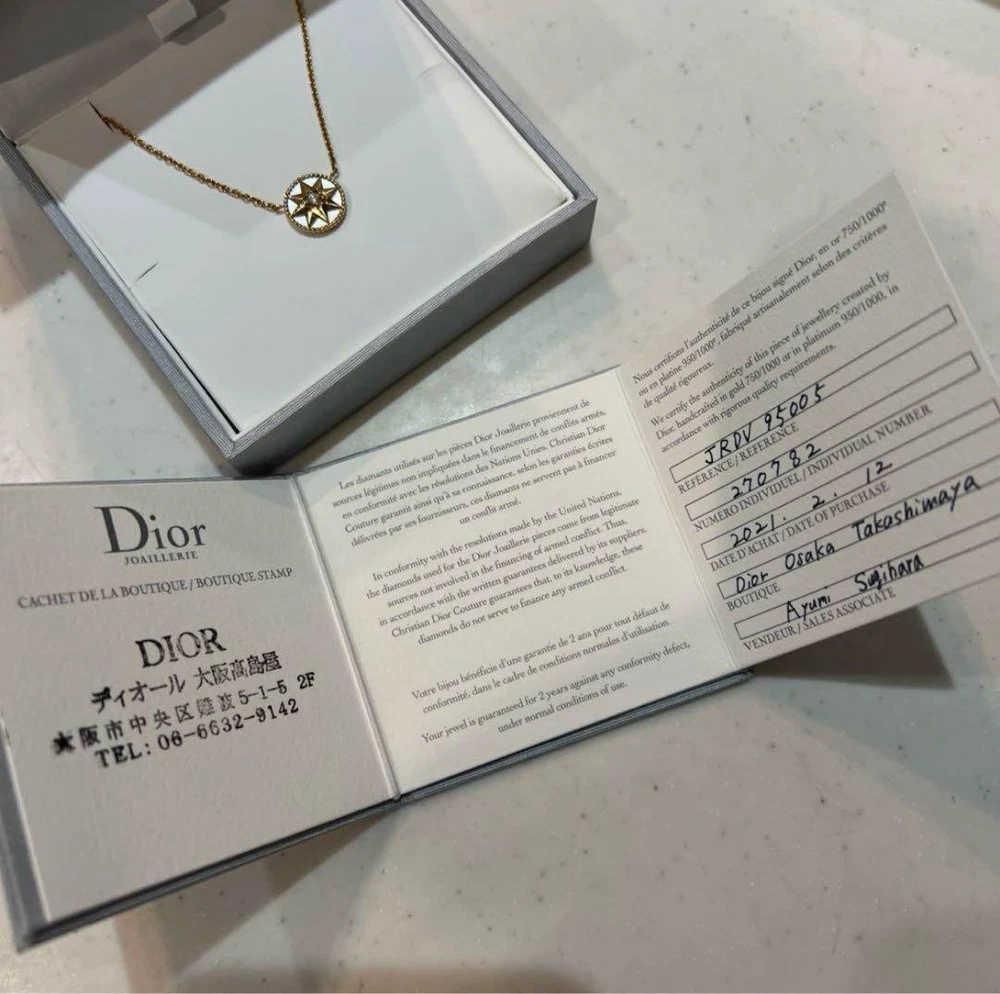 Dior
JOAILLERIE
CACHET DE LA BOUTIQUE / BOUTIQUE STAMP
DIOR
ディオール 大阪髙島屋
大阪市中央区難波5-1-5 2F
TEL: 06-6632-9142
Les diamants utilisés sur les pièces Dior Joaillerie proviennent de
sources légitimes non impliquées dans le financement de conflits armés,
en conformité avec les résolutions des Nations Unies. Christian Dior
Couture garantit ainsi qu'à sa connaissance, selon les garanties écrites
délivrées par ses fournisseurs, ces diamants ne servent pas à financer
un conflit armé.
In conformity with the resolutions made by the United Nations,
the diamonds used for the Dior Joaillerie pieces come from legitimate
sources not involved in the financing of armed conflict. Thus,
in accordance with the written guarantees delivered by its suppliers,
Christian Dior Couture guarantees that, to its knowledge, these
diamonds do not serve to finance any armed conflict.
Votre bijou bénéficie d'une garantie de 2 ans pour tout défaut de
conformité, dans le cadre de conditions normales d'utilisation.
Your jewel is guaranteed for 2 years against any conformity defect,
under normal conditions of use.
Nous certifions l'authenticité de ce bijou signé Dior, en or 750/1000°
ou en platine 950/1000°, fabriqué artisanalement selon des critères
de qualité rigoureux.
We certify the authenticity of this piece of jewellery created by
Dior, handcrafted in gold 750/1000 or in platinum 950/1000, in
accordance with rigorous quality requirements.
JRDV 95005
REFERENCE / REFERENCE
270782
NUMERO INDIVIDUEL / INDIVIDUAL NUMBER
2021. 2. 12
DATE D'ACHAT / DATE OF PURCHASE
Dior Osaka Takashimaya
BOUTIQUE
Ayumi Sugihara
VENDEUR / SALES ASSOCIATE